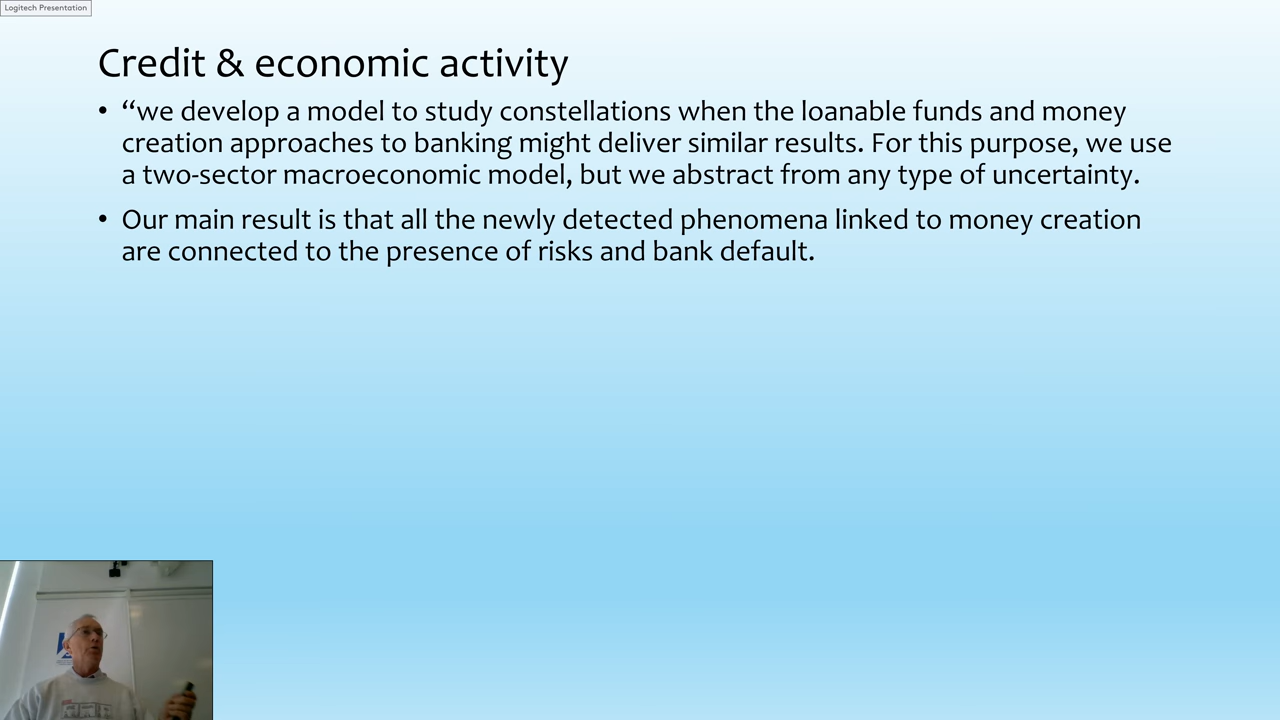 Logitech Presentation
Credit & economic activity
• “we develop a model to study constellations when the loanable funds and money
creation approaches to banking might deliver similar results. For this purpose, we use
a two-sector macroeconomic model, but we abstract from any type of uncertainty.
• Our main result is that all the newly detected phenomena linked to money creation
are connected to the presence of risks and bank default.